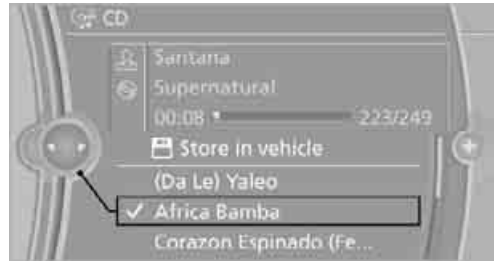 CD
Santana
Supernatural
00:08 223/249
Store in vehicle
(Da Le) Yaleo
Africa Bamba
Corazon Espinado (Fe...